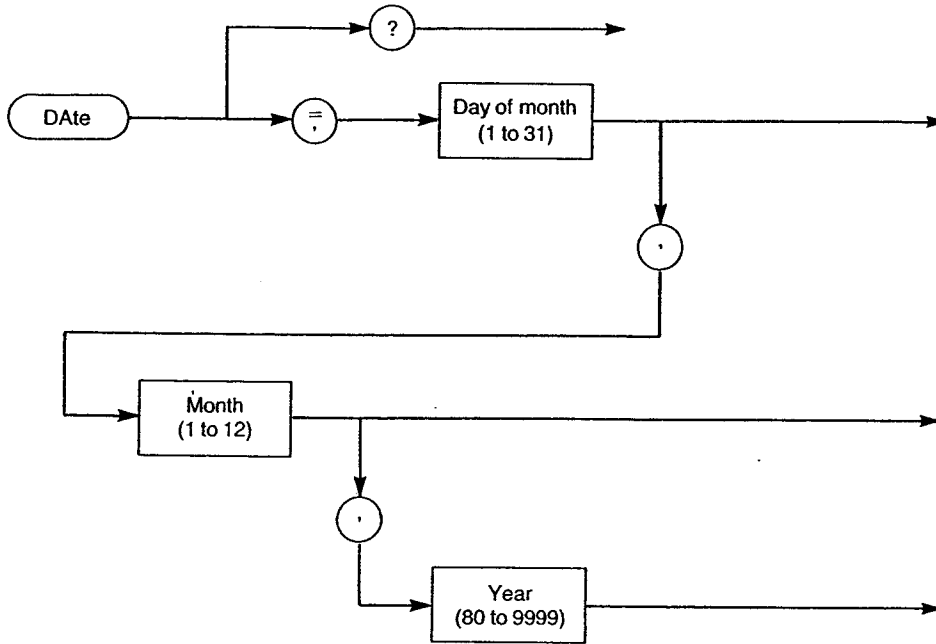 ?
DAte
=
,
Day of month
(1 to 31)
,
Month
(1 to 12)
,
Year
(80 to 9999)